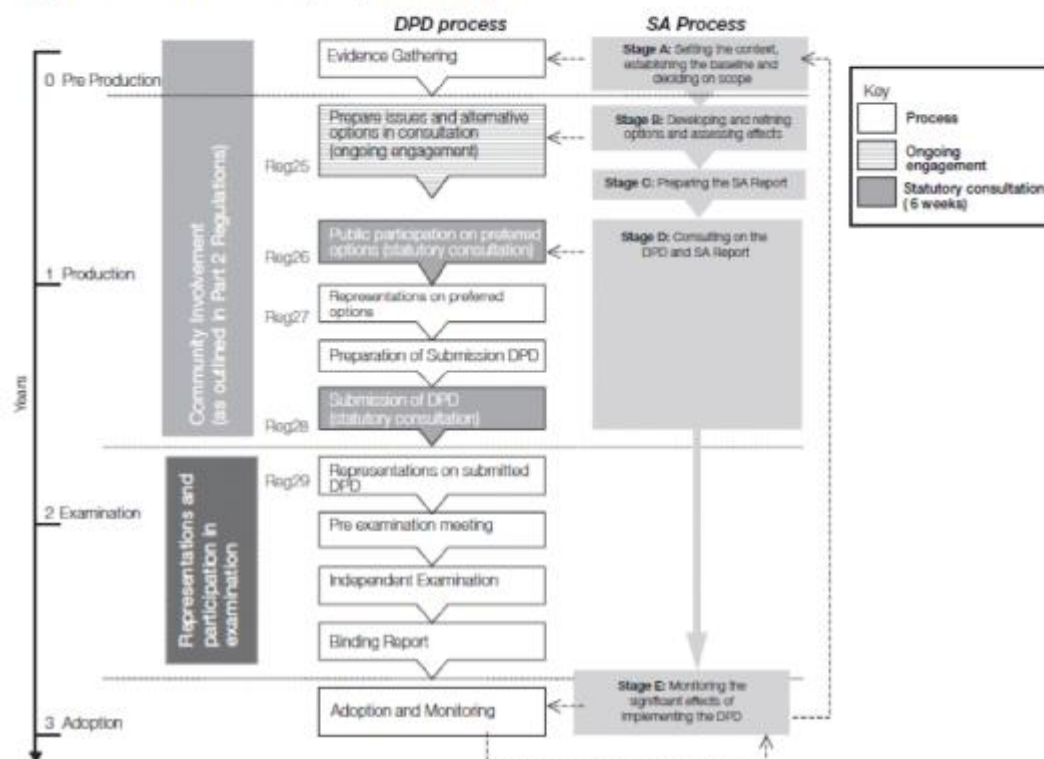 DPD process
SA Process
Evidence Gathering
Stage A: Setting the context,
establishing the baseline and
deciding on scope
0 Pre Production
Key
Process
Ongoing
engagement
Statutory consultation
( 6 weeks)
Prepare issues and alternative
options in consultation
(ongoing engagement)
Stage B: Developing and refining
options and assessing effects
Reg25
Stage C: Preparing the SA Report
Community Involvement
(as outlined in Part 2 Regulations)
Public participation on preferred
options (statutory consultation)
Stage D: Consulting on the
DPD and SA Report
Reg26
1 Production
Representations on preferred
options
Reg27
Preparation of Submission DPD
Years
Submission of DPD
(statutory consultation)
Reg28
Representations on submitted
DPD
Reg29
2 Examination
Pre examination meeting
Representations and
participation in
examination
Independent Examination
Binding Report
Stage E: Monitoring the
significant effects of
implementing the DPD
Adoption and Monitoring
3 Adoption